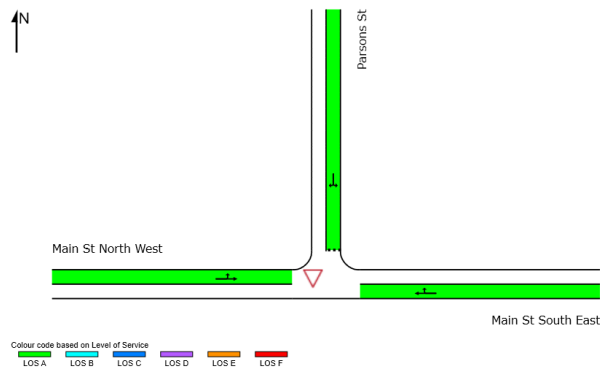 N
Parsons St
Main St North West
Main St South East
Colour code based on Level of Service
LOS A LOS B LOS C LOS D LOS E LOS F